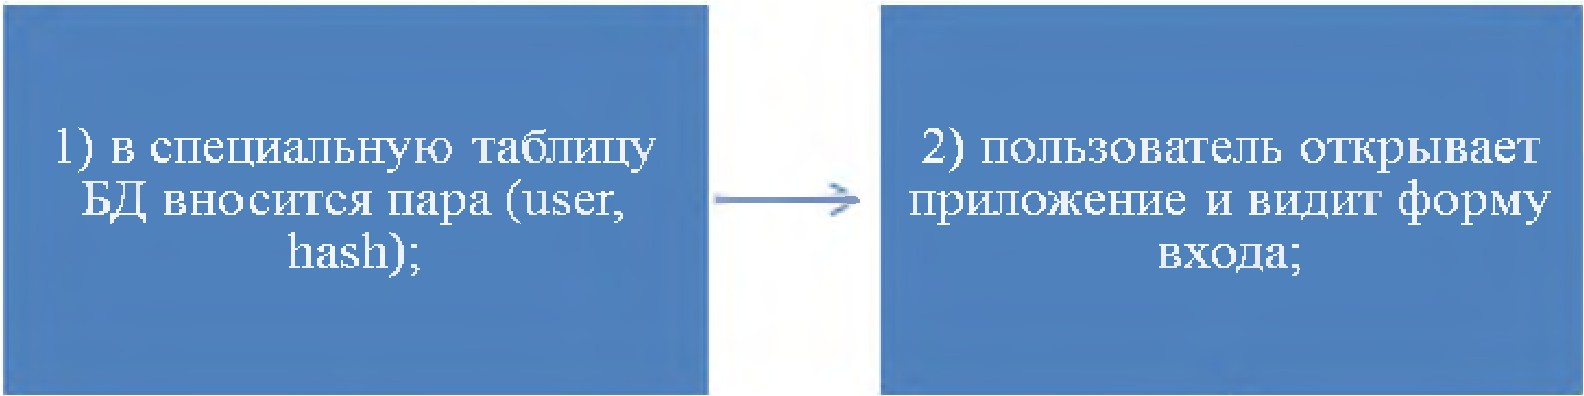 1) в специальную таблицу
БД вносится пара (user,
hash);
2) пользователь открывает
приложение и видит форму
входа;